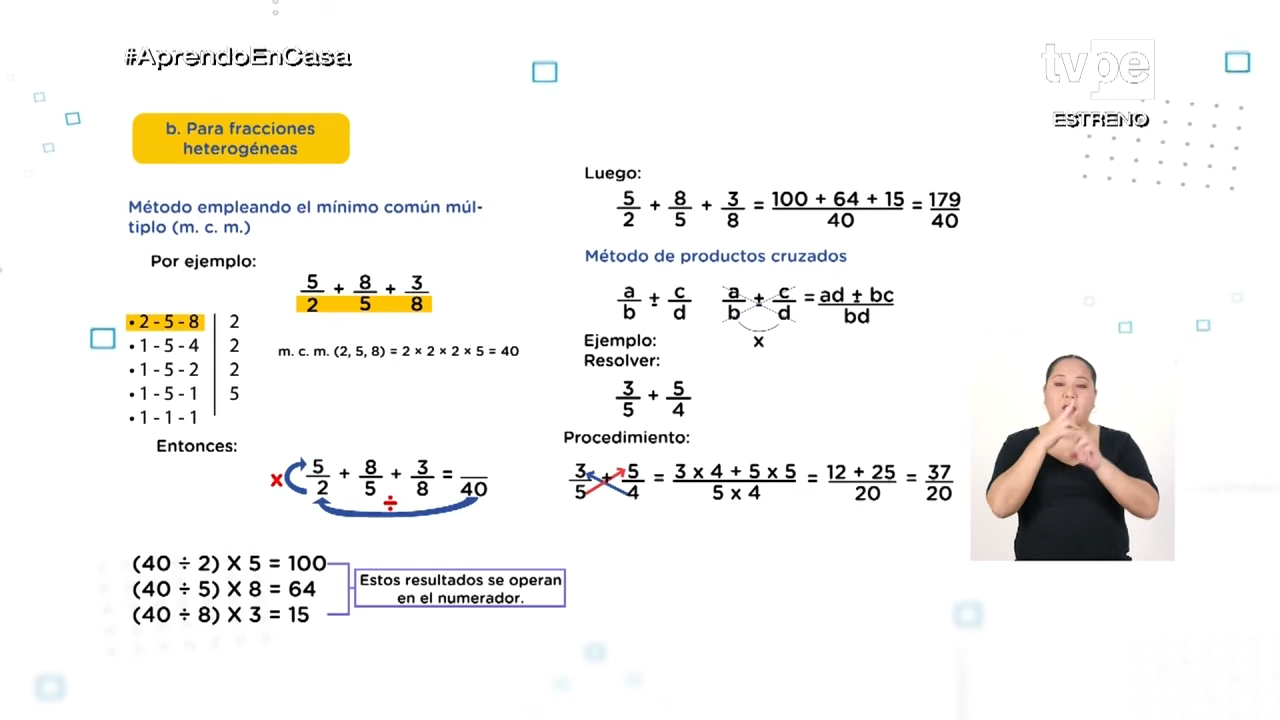 #AprendoEnCasa
tvpe
ESTRENO
b. Para fracciones
heterogéneas
Método empleando el mínimo común múl-
tiplo (m. c. m.)
Por ejemplo:
5/2 + 8/5 + 3/8
• 2 - 5 - 8 | 2
• 1 - 5 - 4 | 2
• 1 - 5 - 2 | 2
• 1 - 5 - 1 | 5
• 1 - 1 - 1
m. c. m. (2, 5, 8) = 2 × 2 × 2 × 5 = 40
Entonces:
x 5/2 + 8/5 + 3/8 = /40
÷
(40 ÷ 2) X 5 = 100
(40 ÷ 5) X 8 = 64
(40 ÷ 8) X 3 = 15
Estos resultados se operan
en el numerador.
Luego:
5/2 + 8/5 + 3/8 = 100 + 64 + 15/40 = 179/40
Método de productos cruzados
a/b ± c/d a/b ± c/d = ad ± bc/bd
x
Ejemplo:
Resolver:
3/5 + 5/4
Procedimiento:
3/5 + 5/4 = 3 x 4 + 5 x 5/5 x 4 = 12 + 25/20 = 37/20